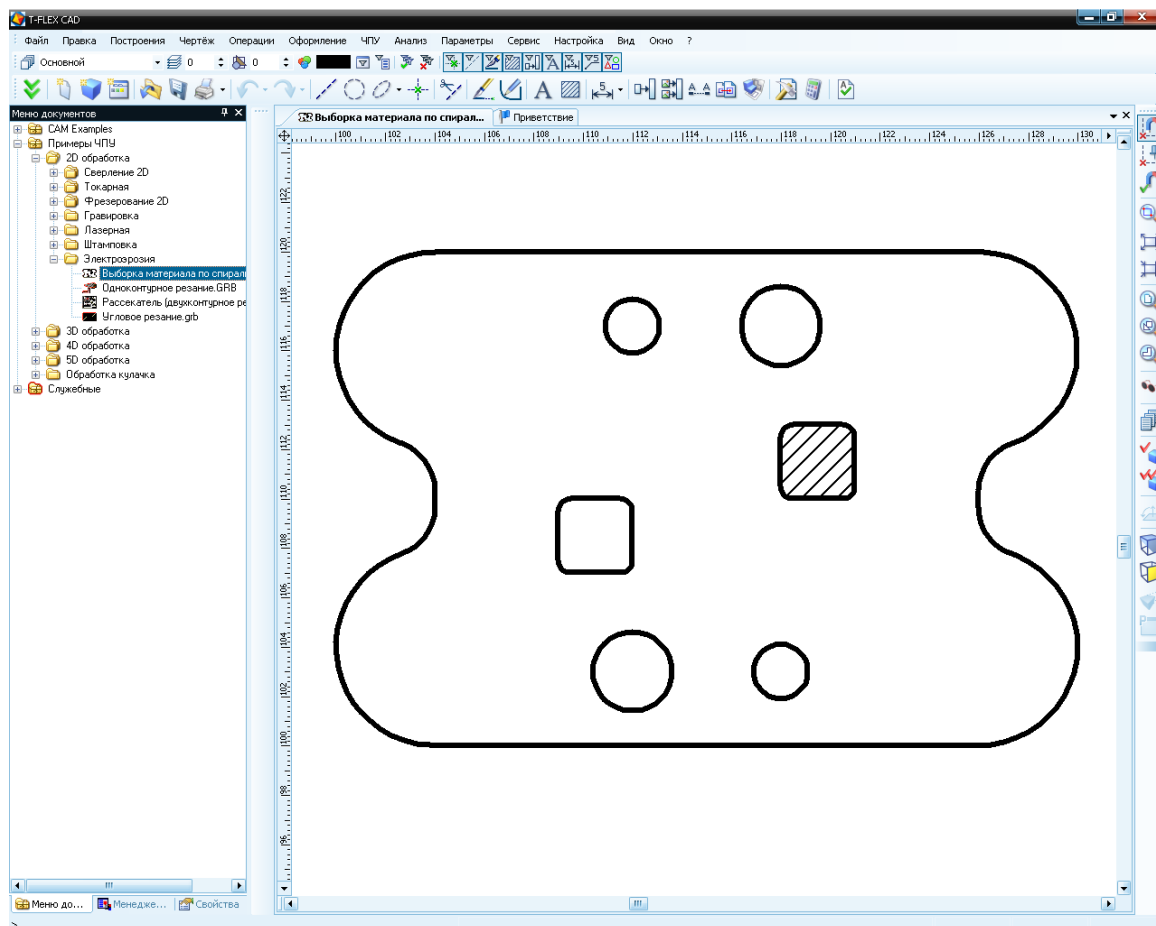 T-FLEX CAD
Файл Правка Построения Чертёж Операции Оформление ЧПУ Анализ Параметры Сервис Настройка Вид Окно ?
Основной 0 0
A 5
Меню документов
Выборка материала по спирал... Приветствие
CAM Examples
Примеры ЧПУ
2D обработка
Сверление 2D
Токарная
Фрезерование 2D
Гравировка
Лазерная
Штамповка
Электроэрозия
Выборка материала по спирал
Одноконтурное резание.GRB
Рассекатель (двухконтурное ре
Угловое резание.grb
3D обработка
4D обработка
5D обработка
Обработка кулачка
Служебные
100 102 104 106 108 110 112 114 116 118 120 122 124 126 128 130
122
120
118
116
114
112
110
108
106
104
102
100
98
96
Меню до... Менедже... Свойства